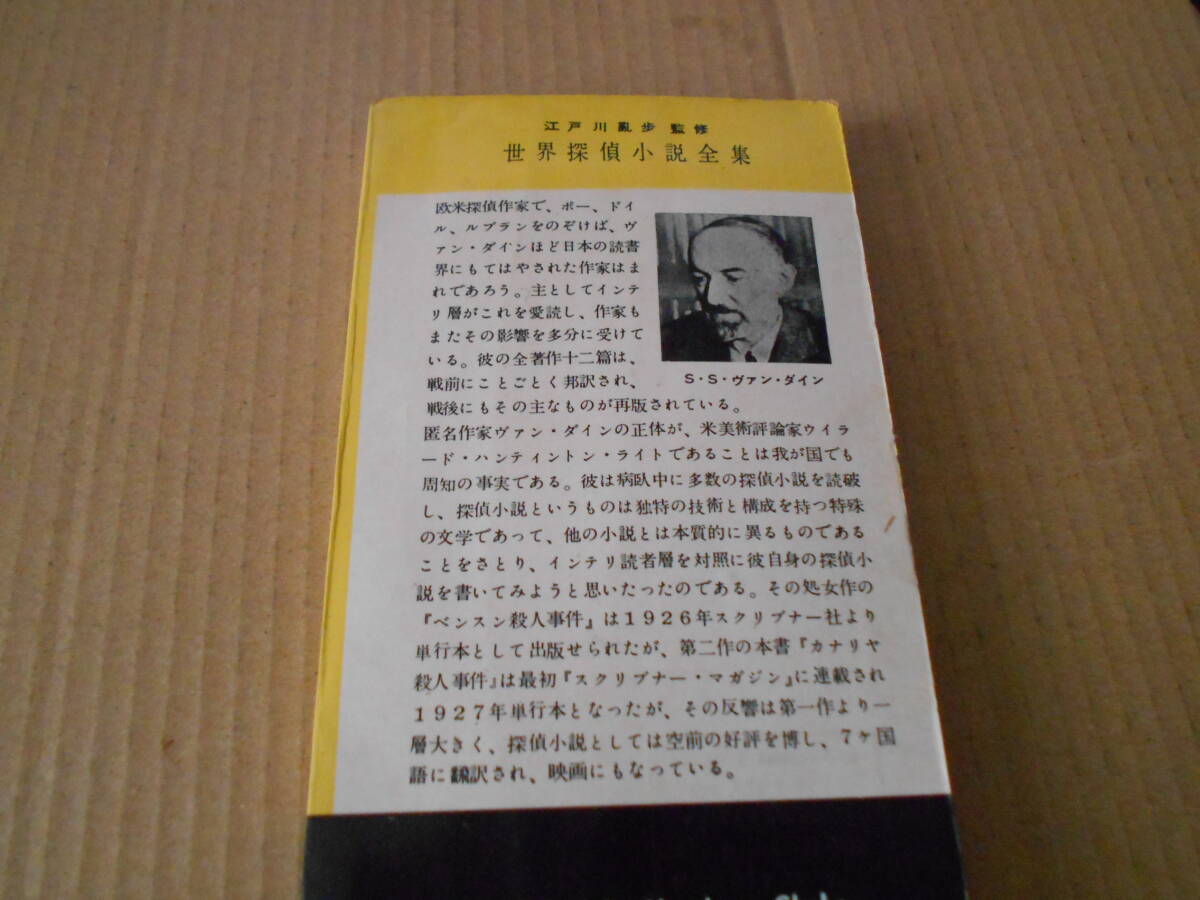 江戸川亂歩 監修
世界探偵小説全集
欧米探偵作家で、ポー、ドイ
ル、ルブランをのぞけば、ヴ
ァン・ダインほど日本の読書
界にもてはやされた作家はま
れであろう。主としてインテ
リ層がこれを愛読し、作家も
またその影響を多分に受けて
いる。彼の全著作十二篇は、
戦前にことごとく邦訳され、
戦後にもその主なものが再版されている。
S・S・ヴァン・ダイン
匿名作家ヴァン・ダインの正体が、米美術評論家ウイラ
ード・ハンティントン・ライトであることは我が国でも
周知の事実である。彼は病臥中に多数の探偵小説を読破
し、探偵小説というものは独特の技術と構成を持つ特殊
の文学であって、他の小説とは本質的に異るものである
ことをさとり、インテリ読者層を対照に彼自身の探偵小
説を書いてみようと思いたったのである。その処女作の
『ベンスン殺人事件』は1926年スクリブナー社より
単行本として出版せられたが、第二作の本書『カナリヤ
殺人事件』は最初『スクリブナー・マガジン』に連載され
1927年単行本となったが、その反響は第一作より一
層大きく、探偵小説としては空前の好評を博し、7ケ国
語に飜訳され、映画にもなっている。